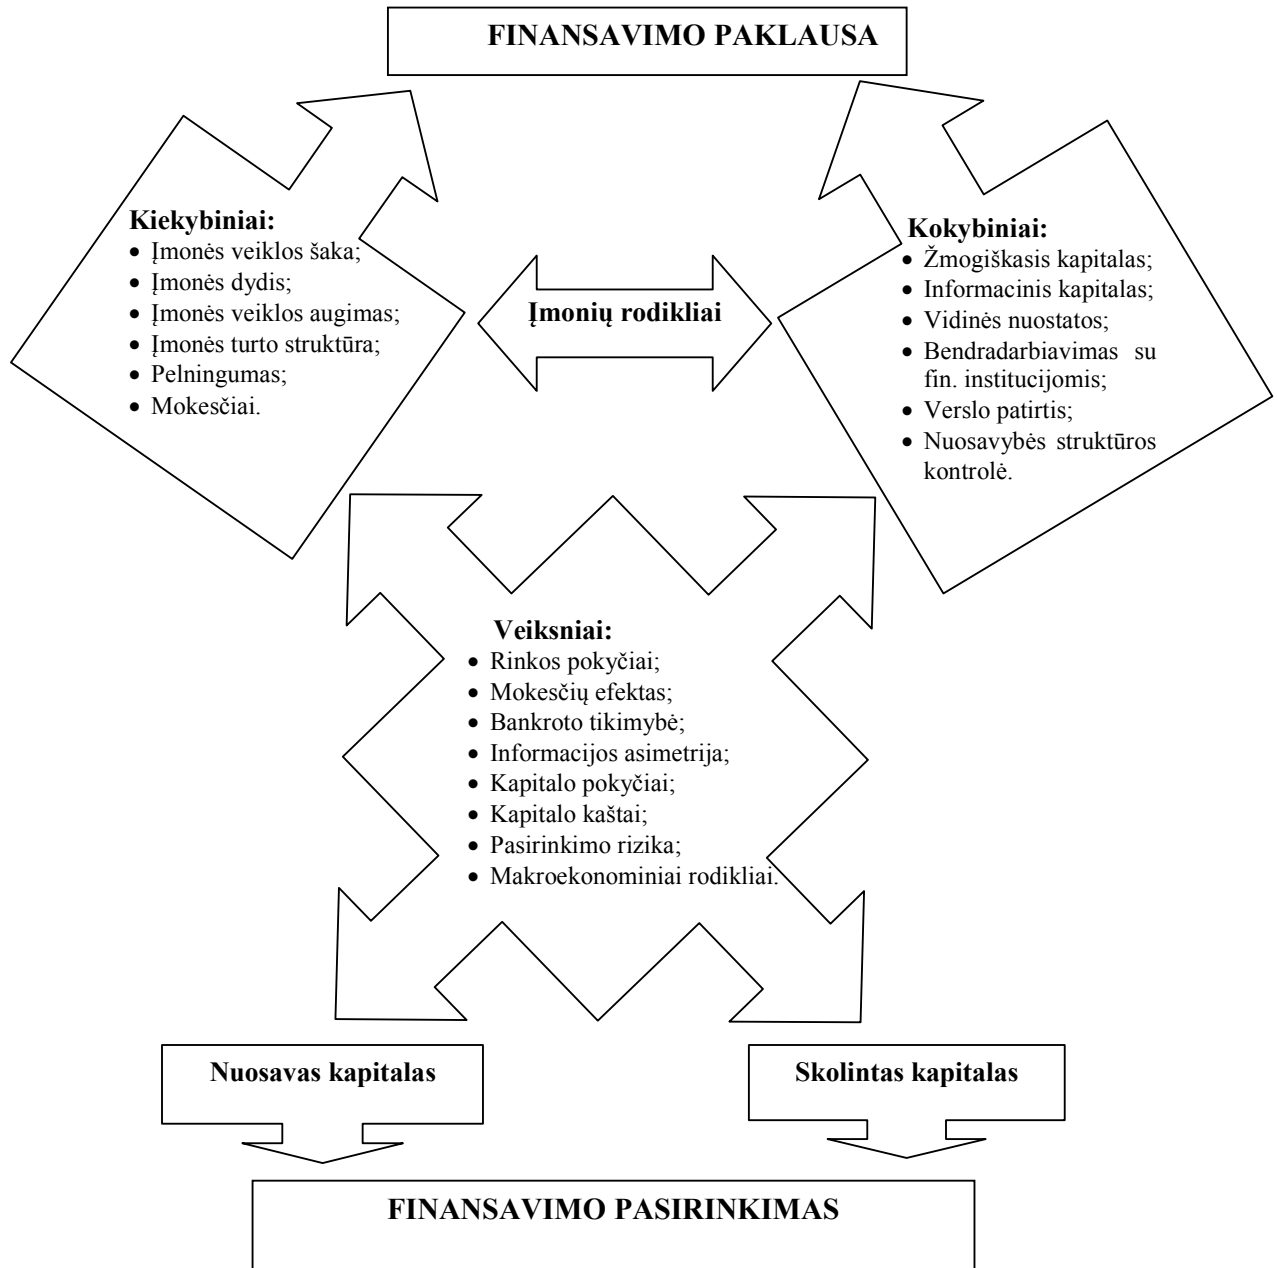 FINANSAVIMO PAKLAUSA
Kiekybiniai:
• Įmonės veiklos šaka;
• Įmonės dydis;
• Įmonės veiklos augimas;
• Įmonės turto struktūra;
• Pelningumas;
• Mokesčiai.
Įmonių rodikliai
Kokybiniai:
• Žmogiškasis kapitalas;
• Informacinis kapitalas;
• Vidinės nuostatos;
• Bendradarbiavimas su
fin. institucijomis;
• Verslo patirtis;
• Nuosavybės struktūros
kontrolė.
Veiksniai:
• Rinkos pokyčiai;
• Mokesčių efektas;
• Bankroto tikimybė;
• Informacijos asimetrija;
• Kapitalo pokyčiai;
• Kapitalo kaštai;
• Pasirinkimo rizika;
• Makroekonominiai rodikliai.
Nuosavas kapitalas
Skolintas kapitalas
FINANSAVIMO PASIRINKIMAS